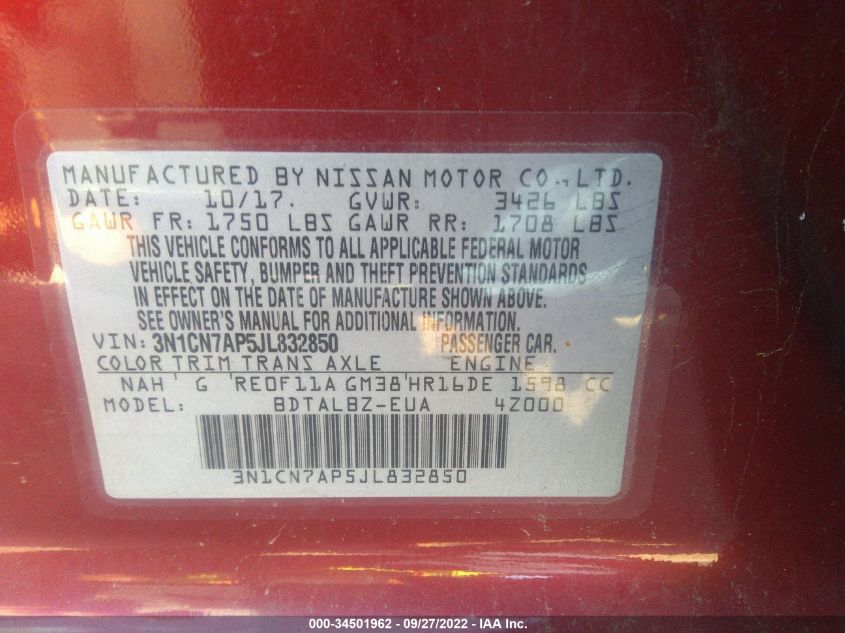 MANUFACTURED BY NISSAN MOTOR CO., LTD.
DATE: 10/17. GVWR: 3426 LBS
GAWR FR: 1750 LBS GAWR RR: 1708 LBS
THIS VEHICLE CONFORMS TO ALL APPLICABLE FEDERAL MOTOR
VEHICLE SAFETY, BUMPER AND THEFT PREVENTION STANDARDS
IN EFFECT ON THE DATE OF MANUFACTURE SHOWN ABOVE.
SEE OWNER'S MANUAL FOR ADDITIONAL INFORMATION.
VIN: 3N1CN7AP5JL832850 PASSENGER CAR.
COLOR TRIM TRANS AXLE ENGINE
NAH G RE0F11A GM38 HR16DE 1598 CC
MODEL: BDTALBZ-EUA 4Z000
3N1CN7AP5JL832850
000-34501962 - 09/27/2022 - IAA Inc.